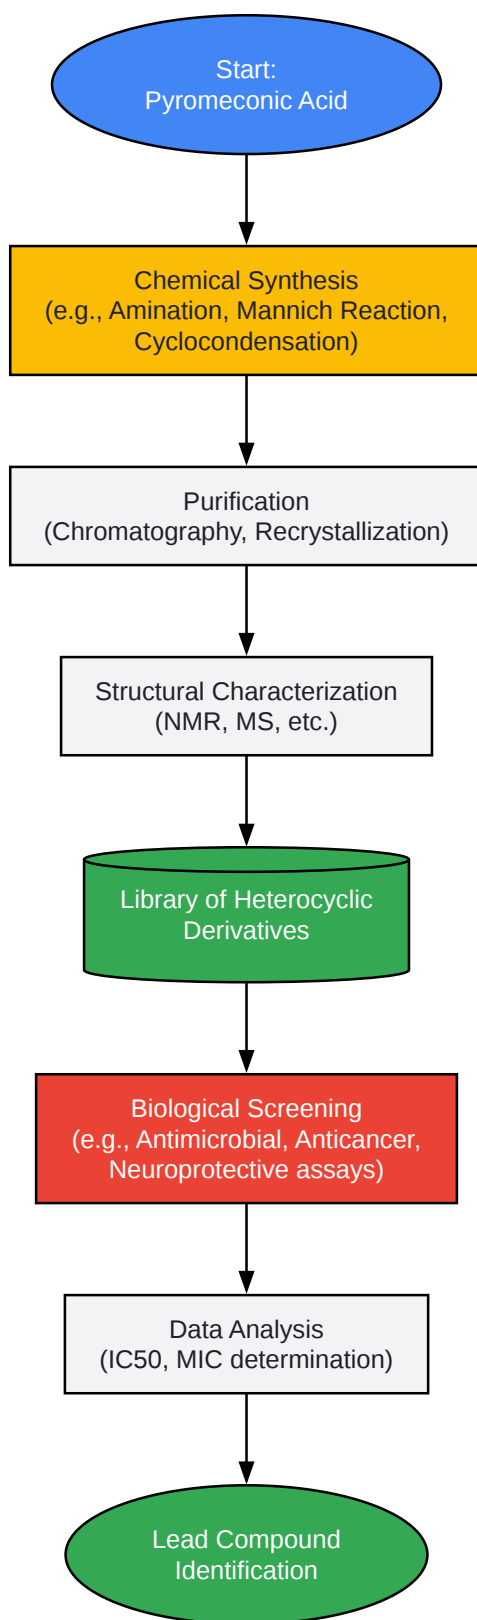 Start:
Pyromeconic Acid
Chemical Synthesis
(e.g., Amination, Mannich Reaction,
Cyclocondensation)
Purification
(Chromatography, Recrystallization)
Structural Characterization
(NMR, MS, etc.)
Library of Heterocyclic
Derivatives
Biological Screening
(e.g., Antimicrobial, Anticancer,
Neuroprotective assays)
Data Analysis
(IC50, MIC determination)
Lead Compound
Identification